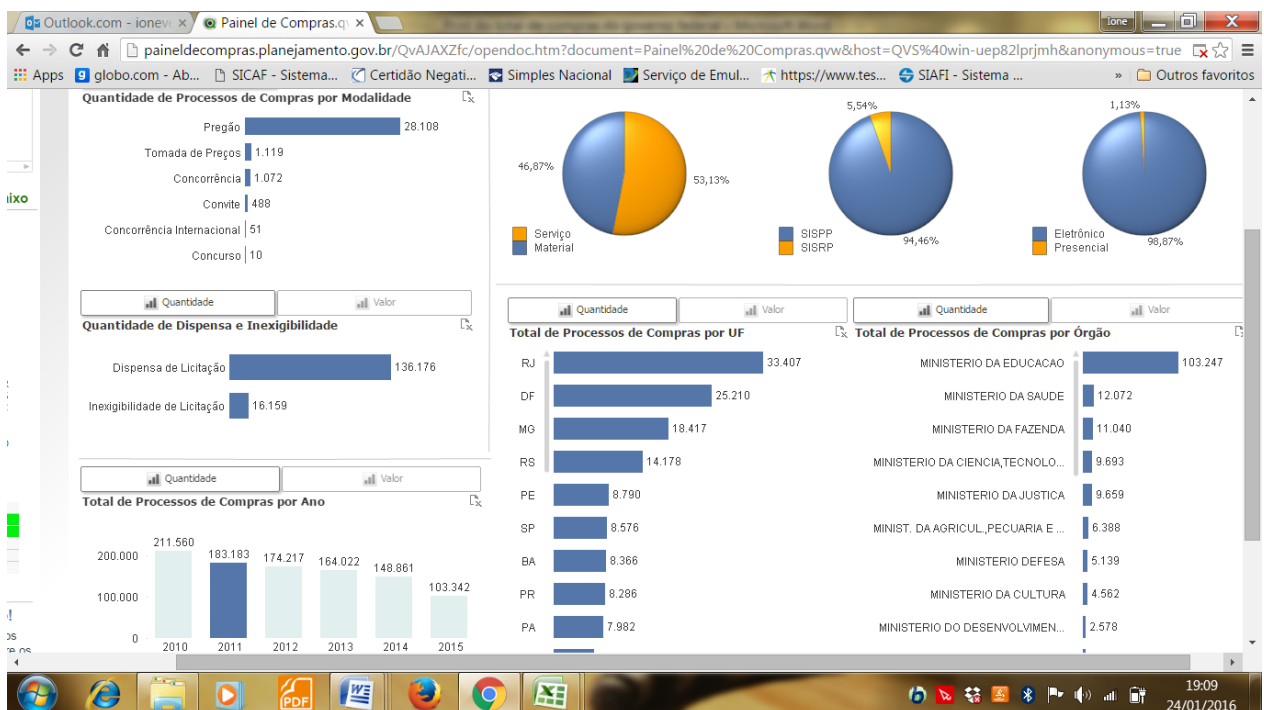 Outlook.com - ionev
Painel de Compras.q
Ione
paineldecompras.planejamento.gov.br/QvAJAXZfc/opendoc.htm?document=Painel%20de%20Compras.qvw&host=QVS%40win-uep82lprjmh&anonymous=true
Apps
globo.com - Ab...
SICAF - Sistema...
Certidão Negati...
Simples Nacional
Serviço de Emul...
https://www.tes...
SIAFI - Sistema ...
»
Outros favoritos
Quantidade de Processos de Compras por Modalidade
Pregão 28.108
Tomada de Preços 1.119
Concorrência 1.072
Convite 488
Concorrência Internacional 51
Concurso 10
46,87%
53,13%
Serviço
Material
5,54%
94,46%
SISPP
SISRP
1,13%
98,87%
Eletrônico
Presencial
Quantidade Valor
Quantidade de Dispensa e Inexigibilidade
Dispensa de Licitação 136.176
Inexigibilidade de Licitação 16.159
Quantidade Valor
Total de Processos de Compras por UF
RJ 33.407
DF 25.210
MG 18.417
RS 14.178
PE 8.790
SP 8.576
BA 8.366
PR 8.286
PA 7.982
Quantidade Valor
Total de Processos de Compras por Órgão
MINISTERIO DA EDUCACAO 103.247
MINISTERIO DA SAUDE 12.072
MINISTERIO DA FAZENDA 11.040
MINISTERIO DA CIENCIA,TECNOLO... 9.693
MINISTERIO DA JUSTICA 9.659
MINIST. DA AGRICUL.,PECUARIA E ... 6.388
MINISTERIO DEFESA 5.139
MINISTERIO DA CULTURA 4.562
MINISTERIO DO DESENVOLVIMEN... 2.578
Quantidade Valor
Total de Processos de Compras por Ano
211.560
183.183
174.217
164.022
148.861
103.342
200.000
100.000
0
2010 2011 2012 2013 2014 2015
PDF
19:09
24/01/2016